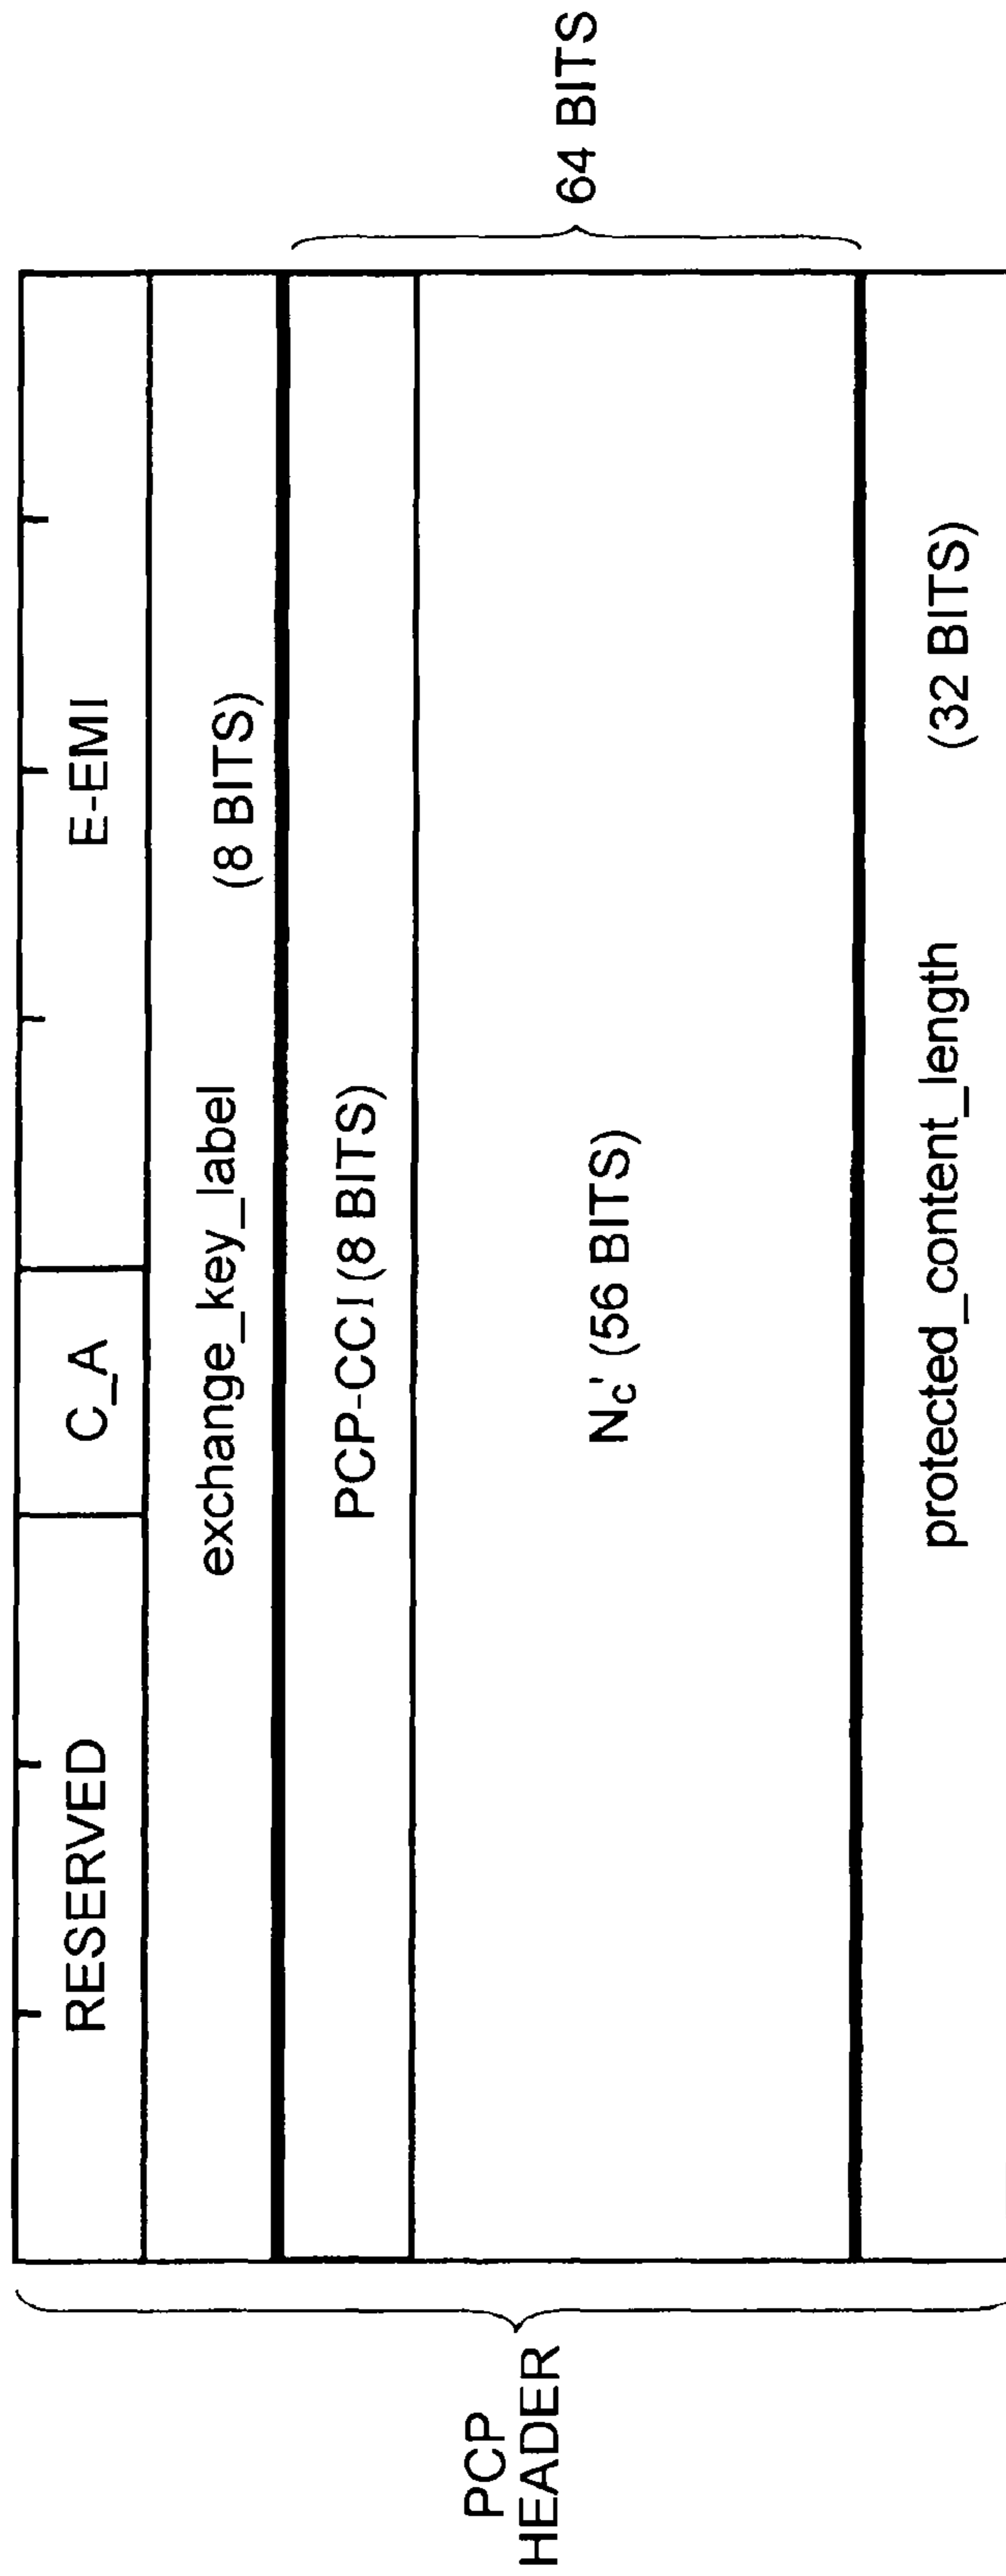 PCP
HEADER
RESERVED
C_A
E-EMI
exchange_key_label (8 BITS)
PCP-CCI (8 BITS)
Nc' (56 BITS)
64 BITS
protected_content_length (32 BITS)